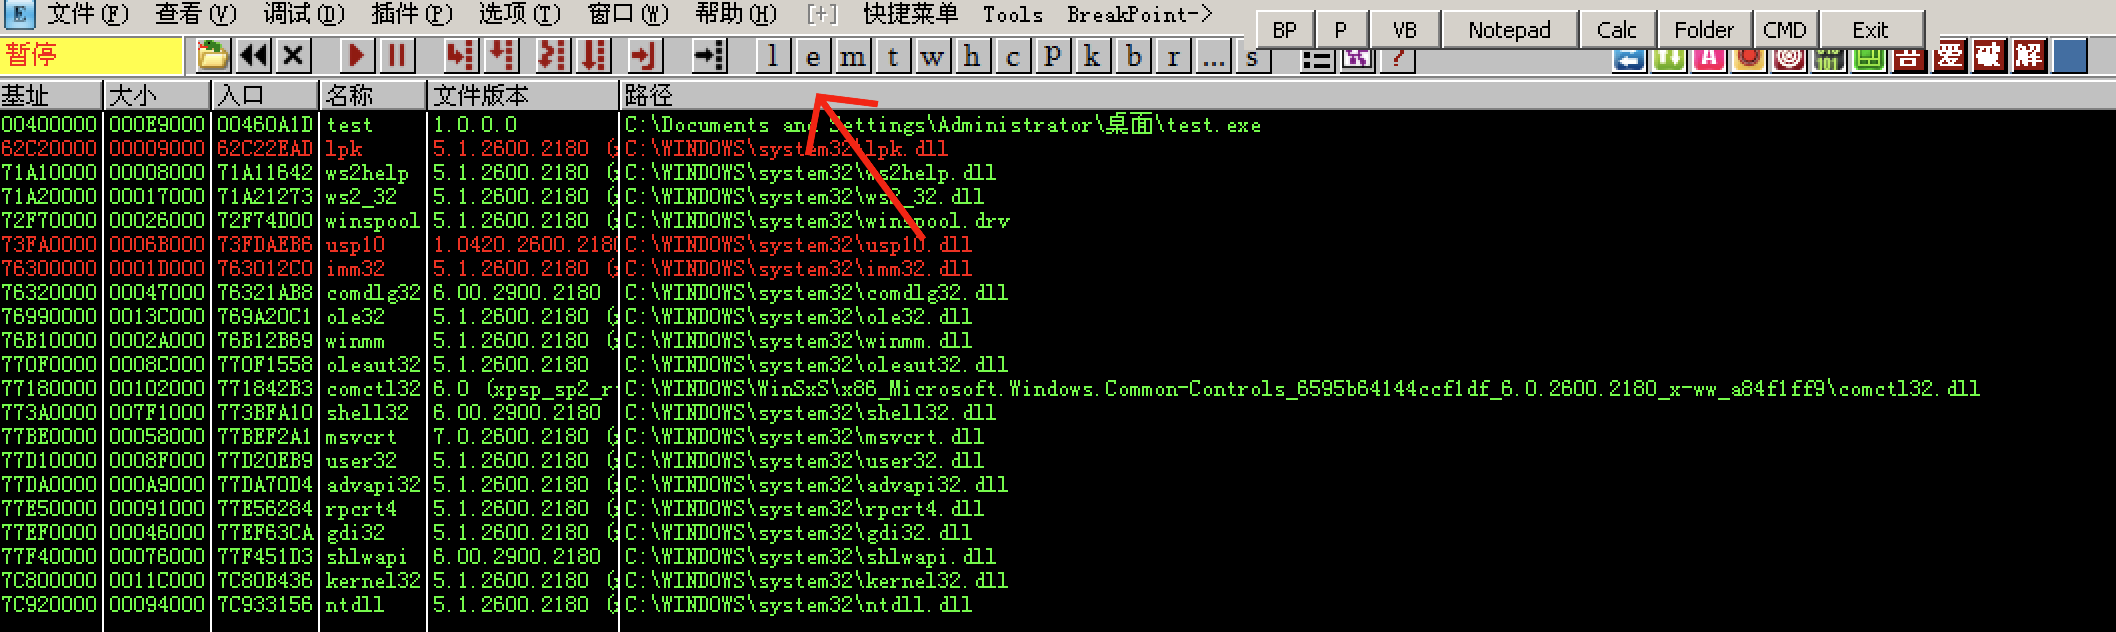 E 文件(F) 查看(V) 调试(D) 插件(P) 选项(T) 窗口(W) 帮助(H) [+] 快捷菜单 Tools BreakPoint->
BP P VB Notepad Calc Folder CMD Exit
暂停 l e m t w h c p k b r ... s ? 吾 爱 破 解
基址 大小 入口 名称 文件版本 路径
00400000 000E9000 00460A1D test 1.0.0.0 C:\Documents and Settings\Administrator\桌面\test.exe
62C20000 00009000 62C22EAD lpk 5.1.2600.2180 (x C:\WINDOWS\system32\lpk.dll
71A10000 00008000 71A11642 ws2help 5.1.2600.2180 (x C:\WINDOWS\system32\ws2help.dll
71A20000 00017000 71A21273 ws2_32 5.1.2600.2180 (x C:\WINDOWS\system32\ws2_32.dll
72F70000 00026000 72F74D00 winspool 5.1.2600.2180 (x C:\WINDOWS\system32\winspool.drv
73FA0000 0006B000 73FDAEB6 usp10 1.0420.2600.2180 C:\WINDOWS\system32\usp10.dll
76300000 0001D000 763012C0 imm32 5.1.2600.2180 (x C:\WINDOWS\system32\imm32.dll
76320000 00047000 76321AB8 comdlg32 6.00.2900.2180 C:\WINDOWS\system32\comdlg32.dll
76990000 0013C000 769A20C1 ole32 5.1.2600.2180 (x C:\WINDOWS\system32\ole32.dll
76B10000 0002A000 76B12B69 winmm 5.1.2600.2180 (x C:\WINDOWS\system32\winmm.dll
770F0000 0008C000 770F1558 oleaut32 5.1.2600.2180 C:\WINDOWS\system32\oleaut32.dll
77180000 00102000 771842B3 comctl32 6.0 (xpsp_sp2_r C:\WINDOWS\WinSxS\x86_Microsoft.Windows.Common-Controls_6595b64144ccf1df_6.0.2600.2180_x-ww_a84f1ff9\comctl32.dll
773A0000 007F1000 773BFA10 shell32 6.00.2900.2180 C:\WINDOWS\system32\shell32.dll
77BE0000 00058000 77BEF2A1 msvcrt 7.0.2600.2180 (x C:\WINDOWS\system32\msvcrt.dll
77D10000 0008F000 77D20EB9 user32 5.1.2600.2180 (x C:\WINDOWS\system32\user32.dll
77DA0000 000A9000 77DA70D4 advapi32 5.1.2600.2180 (x C:\WINDOWS\system32\advapi32.dll
77E50000 00091000 77E56284 rpcrt4 5.1.2600.2180 (x C:\WINDOWS\system32\rpcrt4.dll
77EF0000 00046000 77EF63CA gdi32 5.1.2600.2180 (x C:\WINDOWS\system32\gdi32.dll
77F40000 00076000 77F451D3 shlwapi 6.00.2900.2180 C:\WINDOWS\system32\shlwapi.dll
7C800000 0011C000 7C80B436 kernel32 5.1.2600.2180 (x C:\WINDOWS\system32\kernel32.dll
7C920000 00094000 7C933156 ntdll 5.1.2600.2180 (x C:\WINDOWS\system32\ntdll.dll